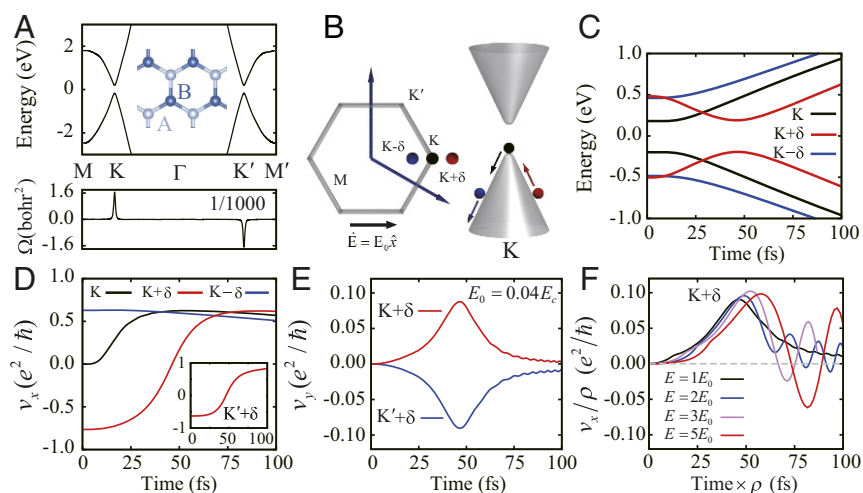 A
Energy (eV)
2
0
-2
A
B
M
K
Γ
K′
M′
Ω(bohr²)
1.6
0.0
-1.6
1/1000
B
K′
K-δ
K
K+δ
M
Ė = E₀x̂
K
C
Energy (eV)
1.0
0.5
0.0
-0.5
-1.0
K
K+δ
K−δ
0
25
50
75
100
Time (fs)
D
vₓ(e²/ħ)
1.0
0.5
0.0
-0.5
-1.0
K
K+δ
K−δ
1
0
-1
K′+δ
0
50
100
0
25
50
75
100
Time (fs)
E
v_y (e²/ħ)
0.10
0.05
0.00
-0.05
-0.10
E₀ = 0.04E_c
K+δ
K′+δ
0
25
50
75
100
Time (fs)
F
vₓ/ρ (e²/ħ)
0.10
0.05
0.00
-0.05
-0.10
K+δ
E = 1E₀
E = 2E₀
E = 3E₀
E = 5E₀
0
25
50
75
100
Time × ρ (fs)